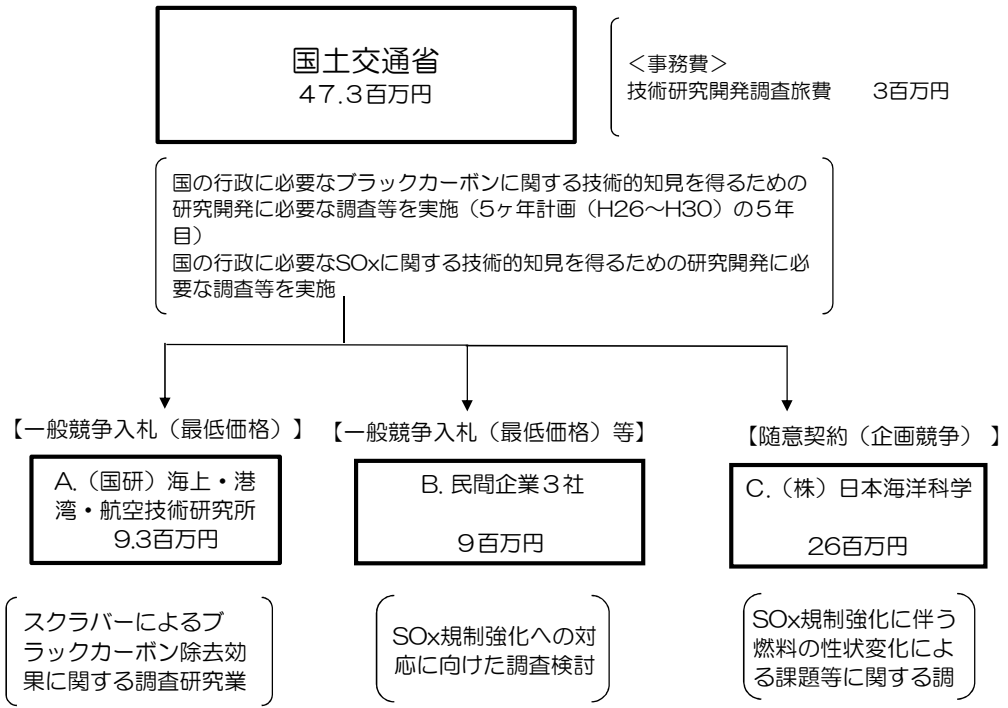 国土交通省
４７.３百万円
＜事務費＞
技術研究開発調査旅費　　３百万円
国の行政に必要なブラックカーボンに関する技術的知見を得るための
研究開発に必要な調査等を実施（５ヶ年計画（H26～H30）の５年
目）
国の行政に必要なSOxに関する技術的知見を得るための研究開発に必
要な調査等を実施
【一般競争入札（最低価格）】
【一般競争入札（最低価格）等】
【随意契約（企画競争）】
A.（国研）海上・港
湾・航空技術研究所
9.3百万円
B. 民間企業３社
９百万円
C.（株）日本海洋科学
26百万円
スクラバーによるブ
ラックカーボン除去効
果に関する調査研究業
SOx規制強化への対
応に向けた調査検討
SOx規制強化に伴う
燃料の性状変化によ
る課題等に関する調